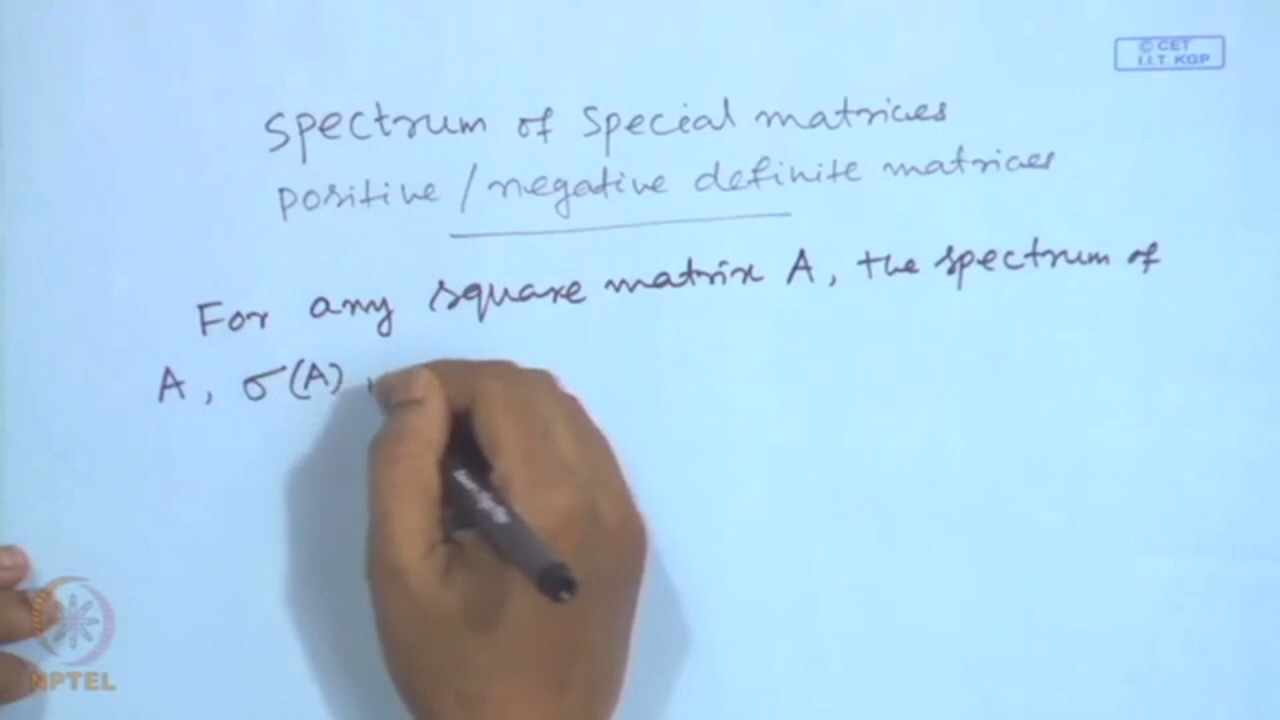 © CET
I.I.T. KGP
Spectrum of Special matrices
positive / negative definite matrices
For any square matrix A, the spectrum of
A, σ(A)
NPTEL